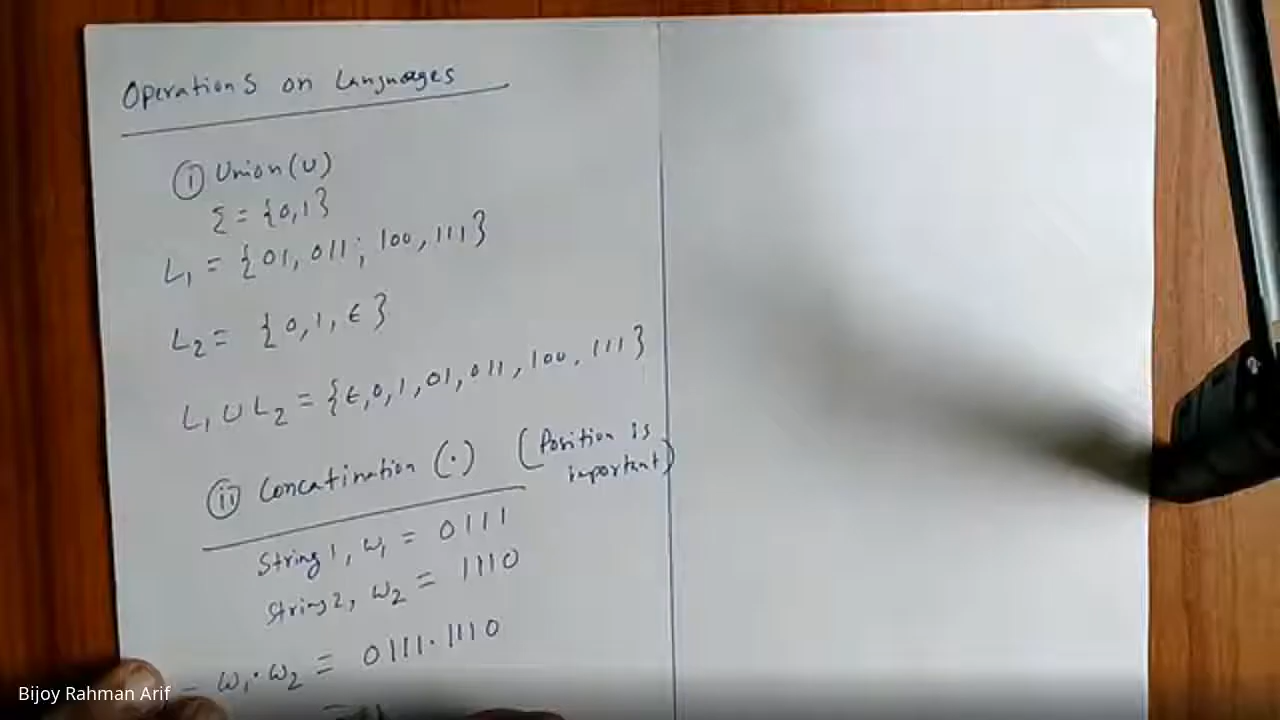 Operations on Languages
(i) Union (∪)
Σ = {0,1}
L₁ = {01, 011, 100, 111}
L₂ = {0, 1, ϵ}
L₁ ∪ L₂ = {ϵ, 0, 1, 01, 011, 100, 111}
(ii) Concatination (·) (Position is
important)
String 1, ω₁ = 0111
String 2, ω₂ = 1110
ω₁·ω₂ = 0111·1110
Bijoy Rahman Arif